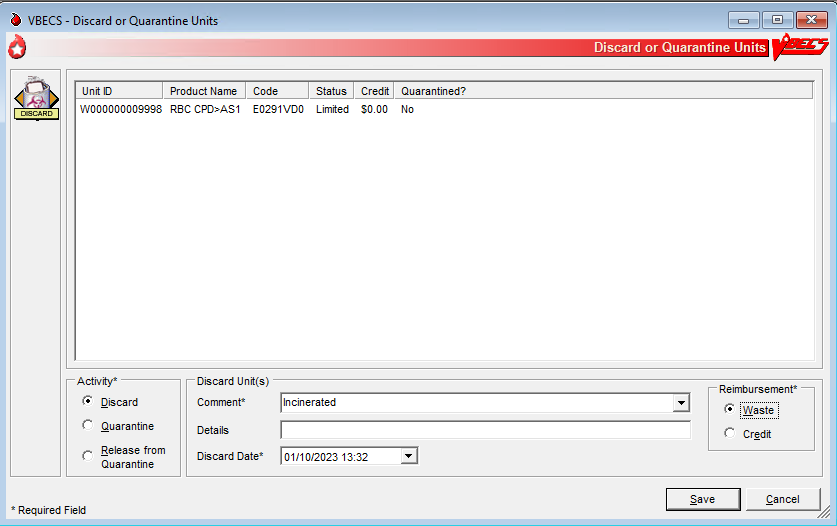 VBECS - Discard or Quarantine Units
Discard or Quarantine Units VBECS
DISCARD
Unit ID Product Name Code Status Credit Quarantined?
W000000009998 RBC CPD>AS1 E0291VD0 Limited $0.00 No
Activity*
Discard
Quarantine
Release from
Quarantine
Discard Unit(s)
Comment* Incinerated
Details
Discard Date* 01/10/2023 13:32
Reimbursement*
Waste
Credit
* Required Field
Save Cancel